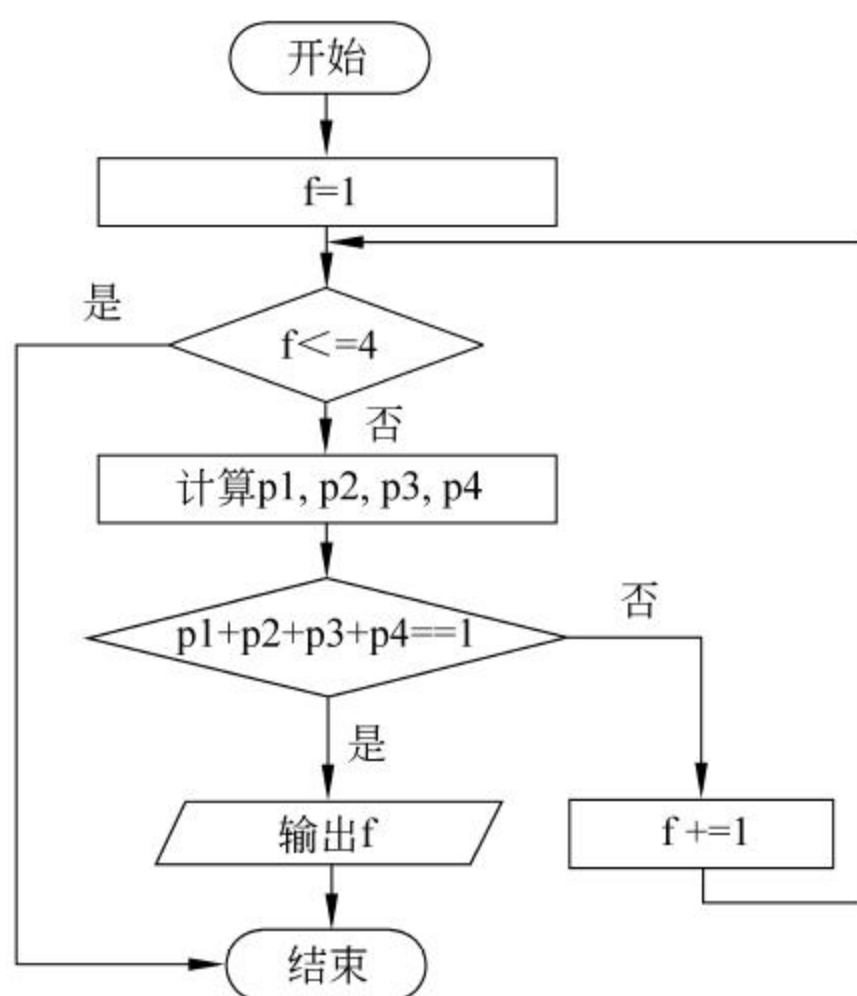 开始
f=1
是
f<=4
否
计算p1, p2, p3, p4
否
p1+p2+p3+p4==1
是
输出f
f +=1
结束